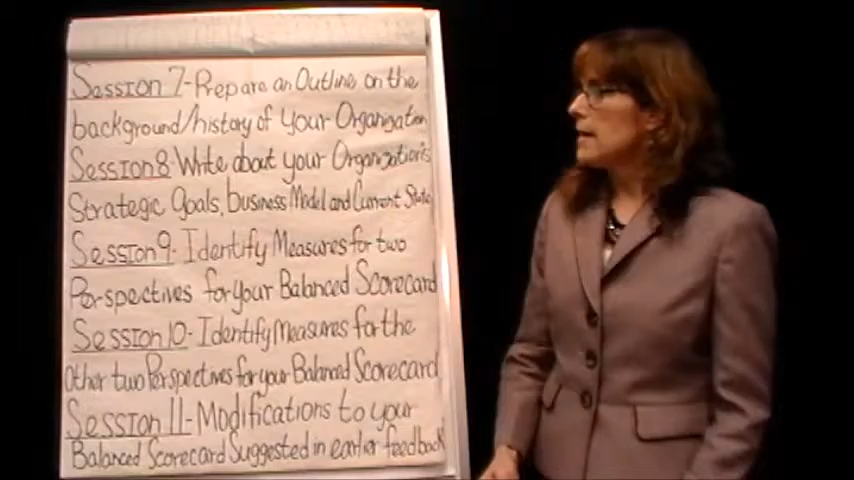 Session 7-Prepare an Outline on the
background/history of your Organization
Session 8-Write about your Organization's
Strategic Goals, business Model and Current State
Session 9- Identify Measures for two
Perspectives for your Balanced Scorecard
Session 10- Identify Measures for the
Other two Perspectives for your Balanced Scorecard
Session 11-Modifications to your
Balanced Scorecard Suggested in earlier feedback